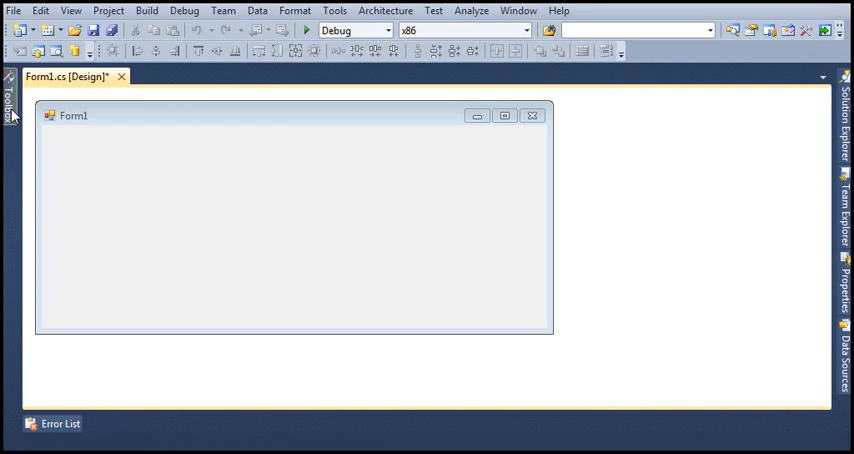 File Edit View Project Build Debug Team Data Format Tools Architecture Test Analyze Window Help
Debug x86
Form1.cs [Design]*
Toolbox
Form1
Solution Explorer
Team Explorer
Properties
Data Sources
Error List